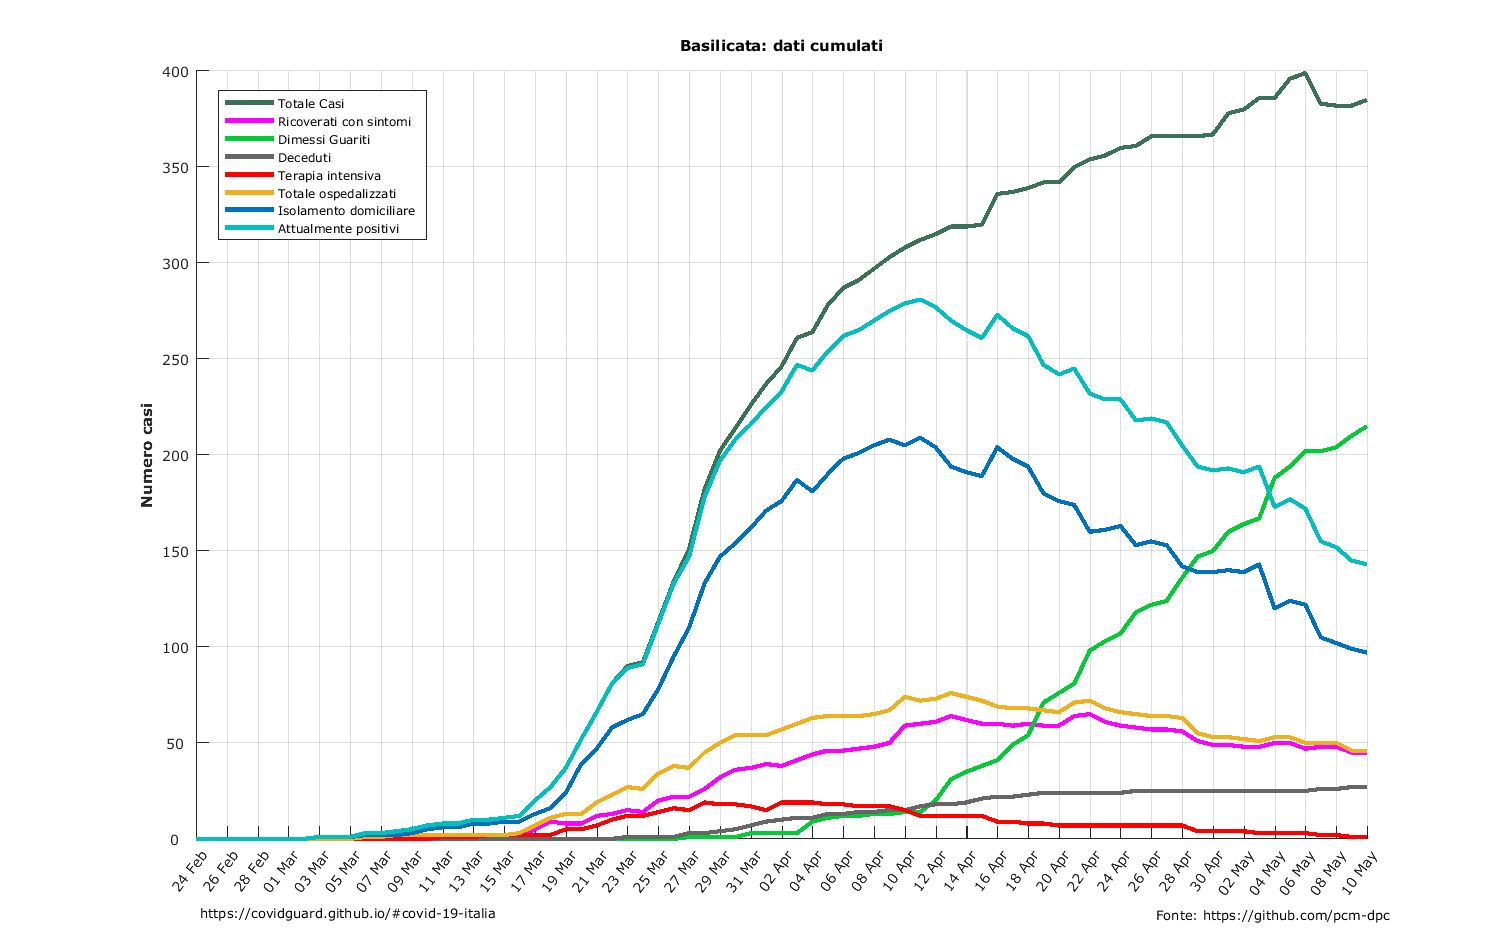 Basilicata: dati cumulati
Numero casi
400
350
300
250
200
150
100
50
0
Totale Casi
Ricoverati con sintomi
Dimessi Guariti
Deceduti
Terapia intensiva
Totale ospedalizzati
Isolamento domiciliare
Attualmente positivi
24 Feb
26 Feb
28 Feb
01 Mar
03 Mar
05 Mar
07 Mar
09 Mar
11 Mar
13 Mar
15 Mar
17 Mar
19 Mar
21 Mar
23 Mar
25 Mar
27 Mar
29 Mar
31 Mar
02 Apr
04 Apr
06 Apr
08 Apr
10 Apr
12 Apr
14 Apr
16 Apr
18 Apr
20 Apr
22 Apr
24 Apr
26 Apr
28 Apr
30 Apr
02 May
04 May
06 May
08 May
10 May
https://covidguard.github.io/#covid-19-italia
Fonte: https://github.com/pcm-dpc